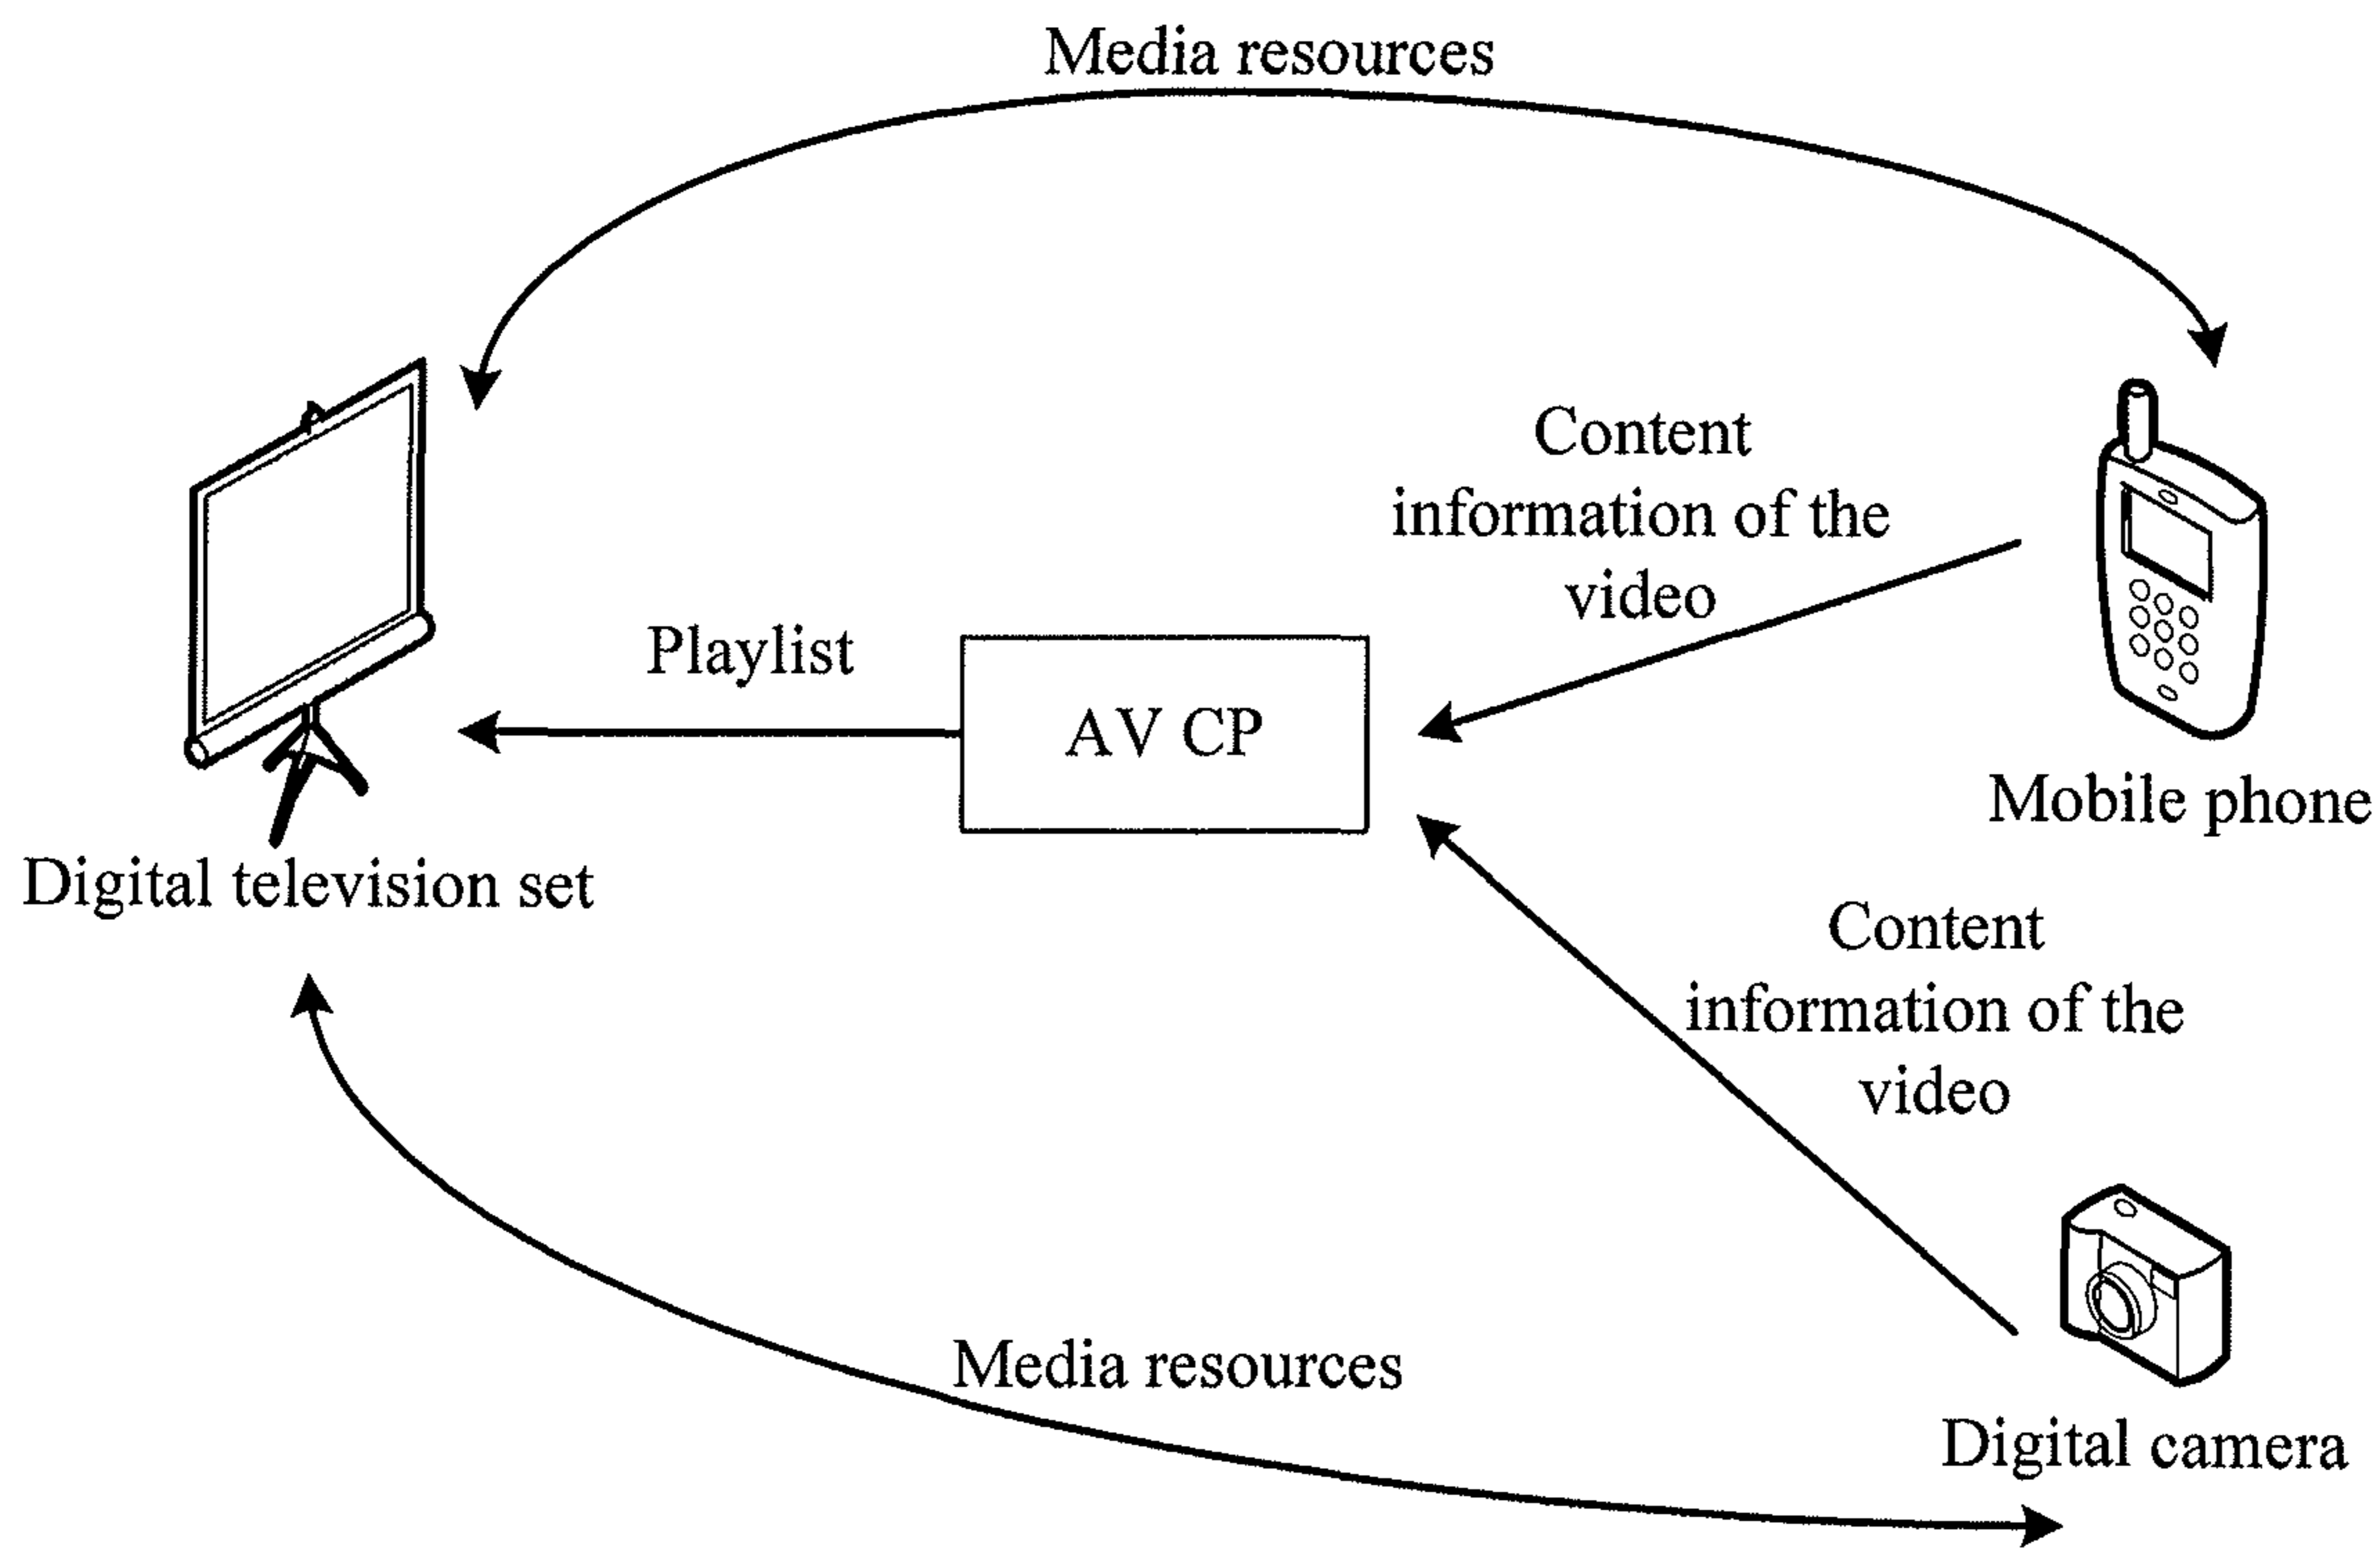 Media resources
Content
information of the
video
Playlist
AV CP
Mobile phone
Digital television set
Content
information of the
video
Media resources
Digital camera